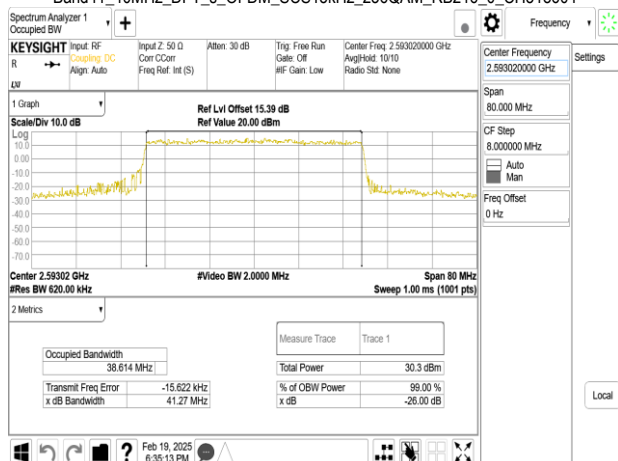 Spectrum Analyzer 1
Occupied BW
+
Frequency
KEYSIGHT
Input: RF
Coupling: DC
Align: Auto
Input Z: 50 Ω
Corr CCorr
Freq Ref: Int (S)
Atten: 30 dB
Trig: Free Run
Gate: Off
#IF Gain: Low
Center Freq: 2.593020000 GHz
Avg|Hold: 10/10
Radio Std: None
R
LXI
Center Frequency
2.593020000 GHz
Settings
Span
80.000 MHz
CF Step
8.000000 MHz
Auto
Man
Freq Offset
0 Hz
1 Graph
Scale/Div 10.0 dB
Ref Lvl Offset 15.39 dB
Ref Value 20.00 dBm
Log
10.0
0.00
-10.0
-20.0
-30.0
-40.0
-50.0
-60.0
-70.0
Center 2.59302 GHz
#Video BW 2.0000 MHz
Span 80 MHz
#Res BW 620.00 kHz
Sweep 1.00 ms (1001 pts)
2 Metrics
Measure Trace Trace 1
Occupied Bandwidth
38.614 MHz
Total Power 30.3 dBm
Transmit Freq Error -15.622 kHz
% of OBW Power 99.00 %
x dB Bandwidth 41.27 MHz
x dB -26.00 dB
Local
?
Feb 19, 2025
6:35:13 PM